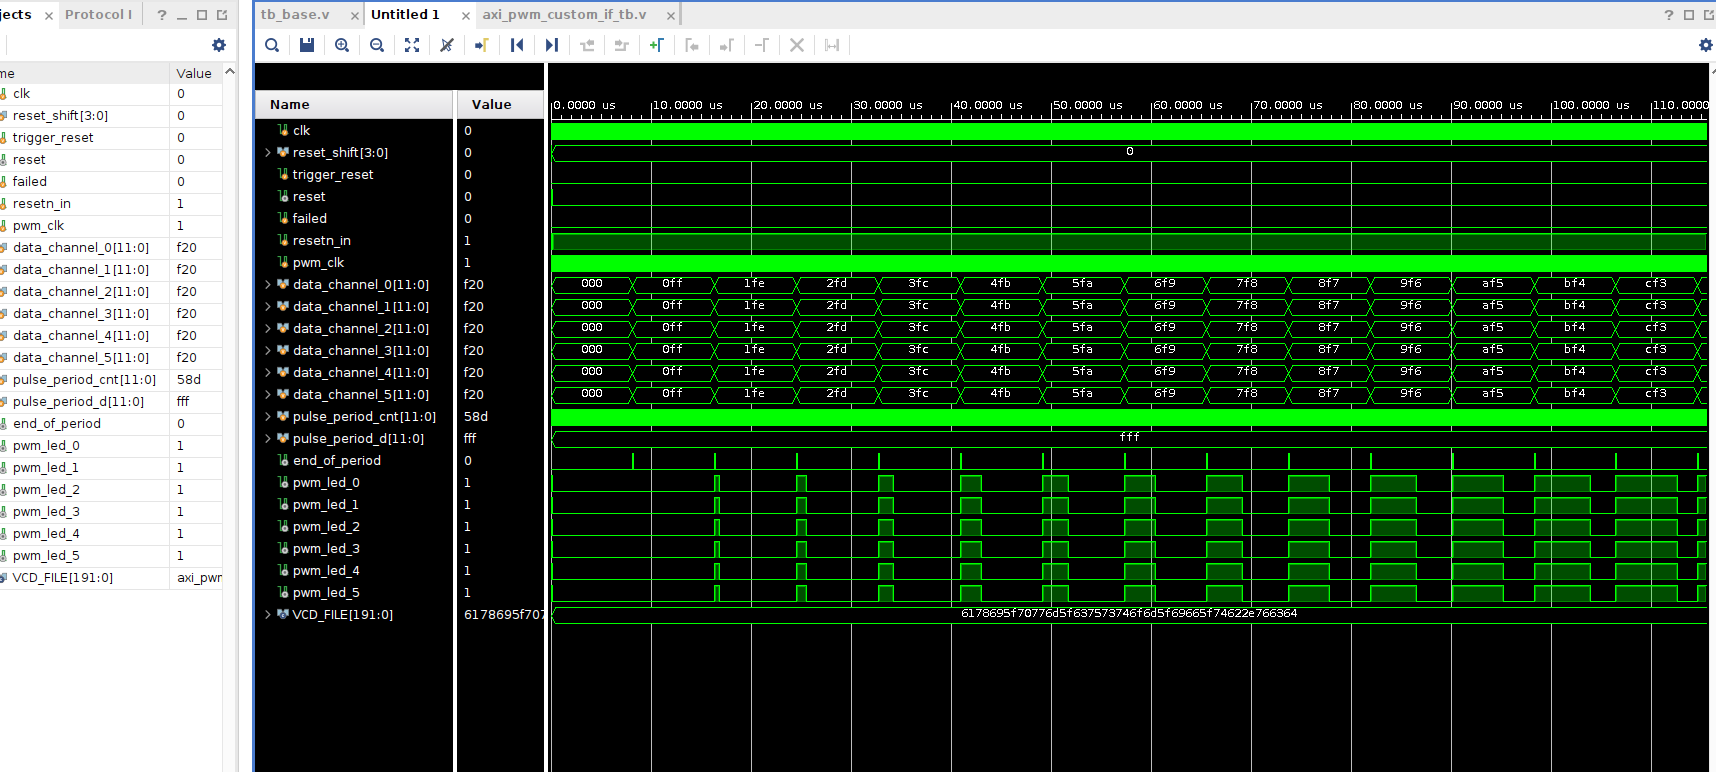 jects Protocol I ?
tb_base.v Untitled 1 axi_pwm_custom_if_tb.v ?
me Value
clk 0
reset_shift[3:0] 0
trigger_reset 0
reset 0
failed 0
resetn_in 1
pwm_clk 1
data_channel_0[11:0] f20
data_channel_1[11:0] f20
data_channel_2[11:0] f20
data_channel_3[11:0] f20
data_channel_4[11:0] f20
data_channel_5[11:0] f20
pulse_period_cnt[11:0] 58d
pulse_period_d[11:0] fff
end_of_period 0
pwm_led_0 1
pwm_led_1 1
pwm_led_2 1
pwm_led_3 1
pwm_led_4 1
pwm_led_5 1
VCD_FILE[191:0] axi_pwr
Name Value
0.0000 us 10.0000 us 20.0000 us 30.0000 us 40.0000 us 50.0000 us 60.0000 us 70.0000 us 80.0000 us 90.0000 us 100.0000 us 110.0000
clk 0
reset_shift[3:0] 0 0
trigger_reset 0
reset 0
failed 0
resetn_in 1
pwm_clk 1
data_channel_0[11:0] f20 000 0ff 1fe 2fd 3fc 4fb 5fa 6f9 7f8 8f7 9f6 af5 bf4 cf3
data_channel_1[11:0] f20 000 0ff 1fe 2fd 3fc 4fb 5fa 6f9 7f8 8f7 9f6 af5 bf4 cf3
data_channel_2[11:0] f20 000 0ff 1fe 2fd 3fc 4fb 5fa 6f9 7f8 8f7 9f6 af5 bf4 cf3
data_channel_3[11:0] f20 000 0ff 1fe 2fd 3fc 4fb 5fa 6f9 7f8 8f7 9f6 af5 bf4 cf3
data_channel_4[11:0] f20 000 0ff 1fe 2fd 3fc 4fb 5fa 6f9 7f8 8f7 9f6 af5 bf4 cf3
data_channel_5[11:0] f20 000 0ff 1fe 2fd 3fc 4fb 5fa 6f9 7f8 8f7 9f6 af5 bf4 cf3
pulse_period_cnt[11:0] 58d
pulse_period_d[11:0] fff fff
end_of_period 0
pwm_led_0 1
pwm_led_1 1
pwm_led_2 1
pwm_led_3 1
pwm_led_4 1
pwm_led_5 1
VCD_FILE[191:0] 6178695f707 6178695f70776d5f637573746f6d5f69665f74622e766364